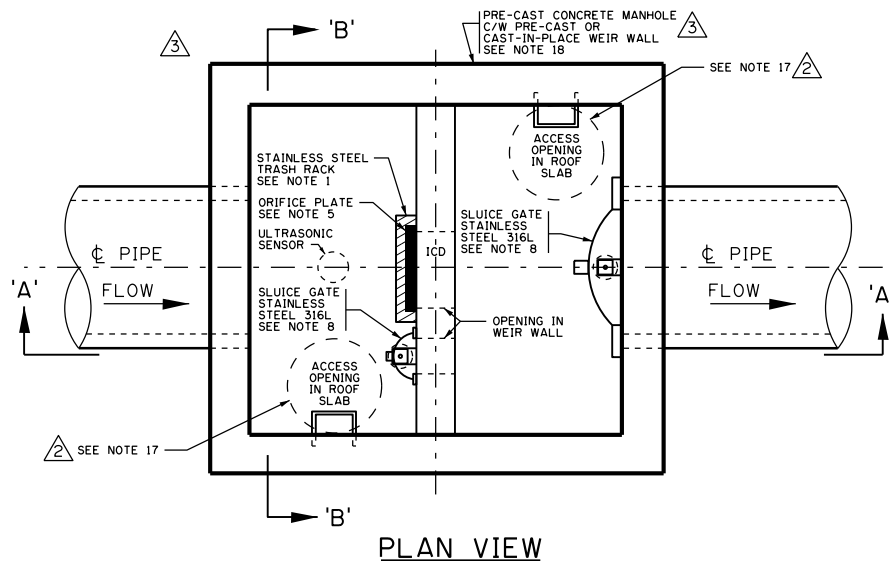 'B'
PRE-CAST CONCRETE MANHOLE
C/W PRE-CAST OR
CAST-IN-PLACE WEIR WALL
SEE NOTE 18
3
3
SEE NOTE 17
2
ACCESS
OPENING
IN ROOF
SLAB
STAINLESS STEEL
TRASH RACK
SEE NOTE 1
ORIFICE PLATE
SEE NOTE 5
ULTRASONIC
SENSOR
ICD
SLUICE GATE
STAINLESS
STEEL 316L
SEE NOTE 8
℄ PIPE
FLOW
'A'
℄ PIPE
FLOW
'A
SLUICE GATE
STAINLESS
STEEL 316L
SEE NOTE 8
OPENING IN
WEIR WALL
ACCESS
OPENING
IN ROOF
SLAB
2
SEE NOTE 17
'B'
PLAN VIEW